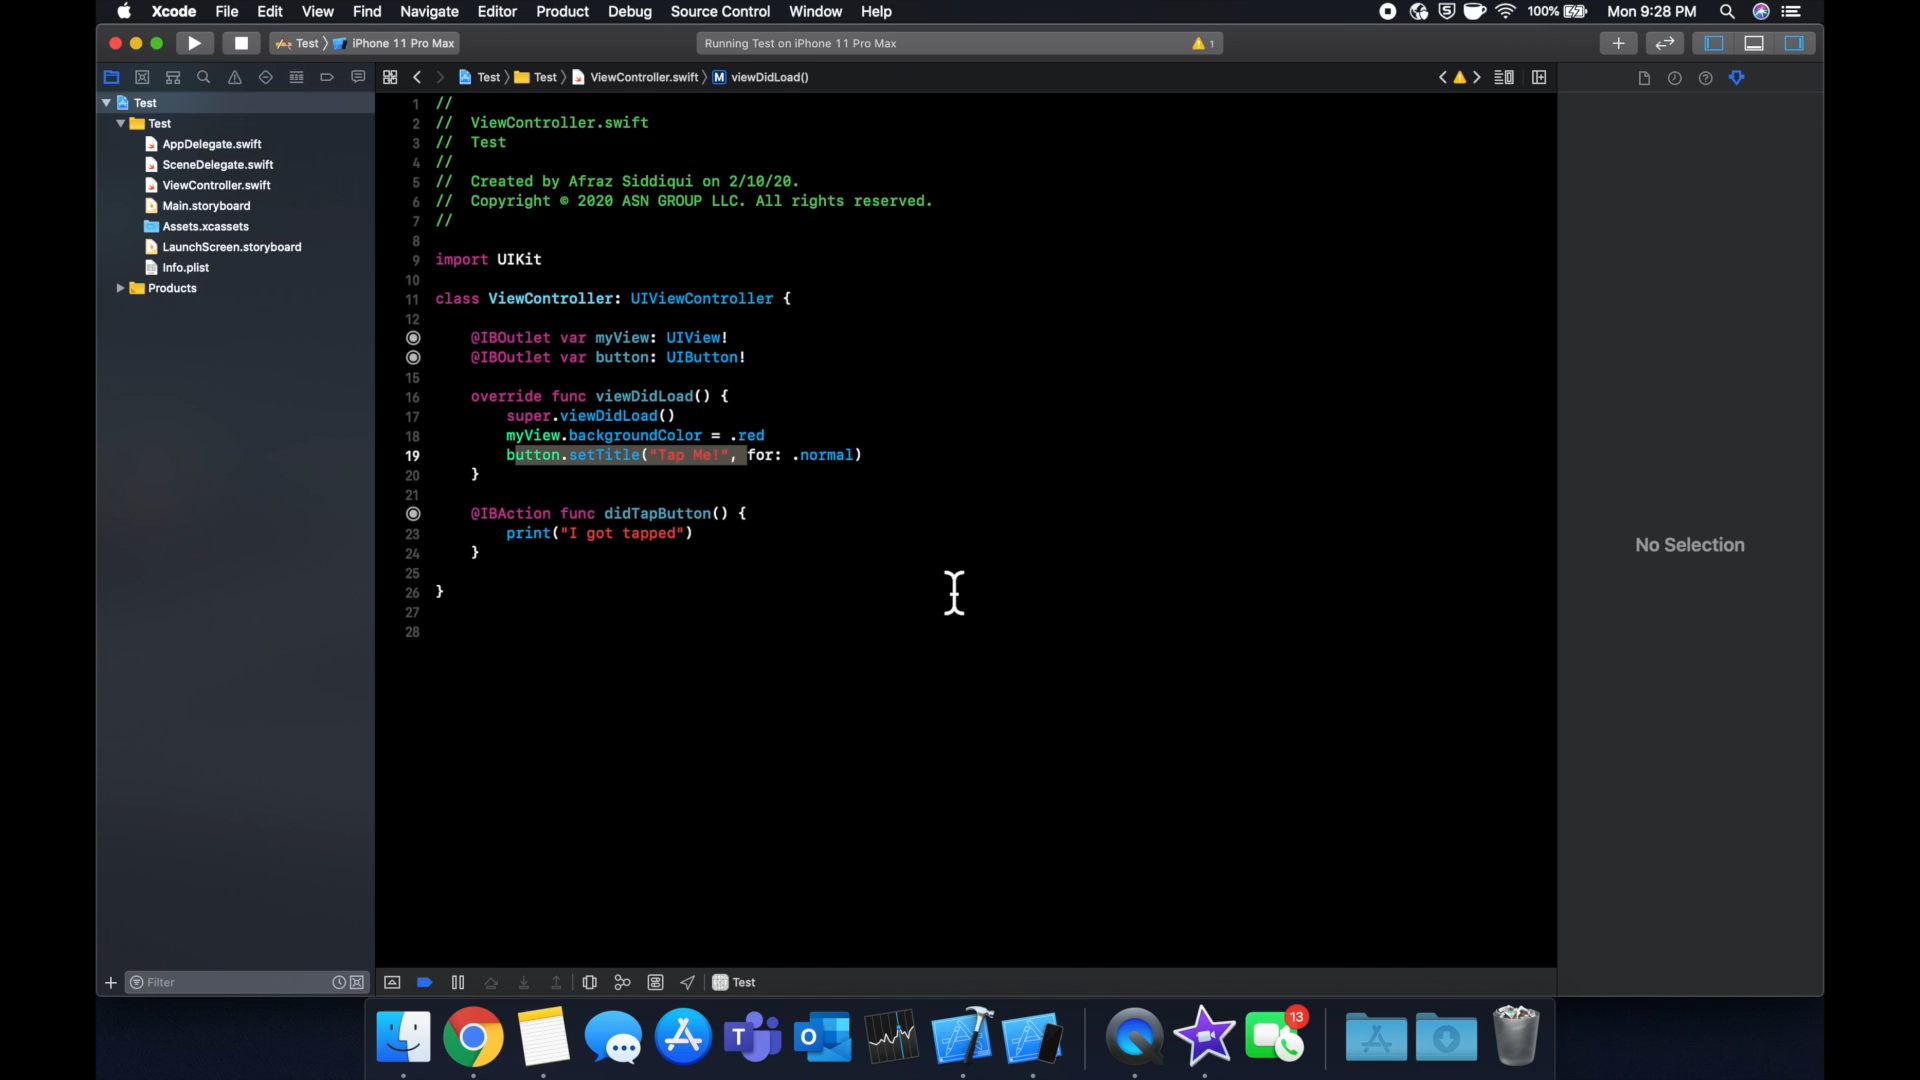 Xcode File Edit View Find Navigate Editor Product Debug Source Control Window Help 100% Mon 9:28 PM
Test iPhone 11 Pro Max Running Test on iPhone 11 Pro Max 1
Test Test ViewController.swift M viewDidLoad()
Test
Test
AppDelegate.swift
SceneDelegate.swift
ViewController.swift
Main.storyboard
Assets.xcassets
LaunchScreen.storyboard
Info.plist
Products
1 //
2 // ViewController.swift
3 // Test
4 //
5 // Created by Afraz Siddiqui on 2/10/20.
6 // Copyright © 2020 ASN GROUP LLC. All rights reserved.
7 //
8
9 import UIKit
10
11 class ViewController: UIViewController {
12
@IBOutlet var myView: UIView!
@IBOutlet var button: UIButton!
15
16 override func viewDidLoad() {
17 super.viewDidLoad()
18 myView.backgroundColor = .red
19 button.setTitle("Tap Me!", for: .normal)
20 }
21
@IBAction func didTapButton() {
23 print("I got tapped")
24 }
25
26 }
27
28
No Selection
Filter
Test
13